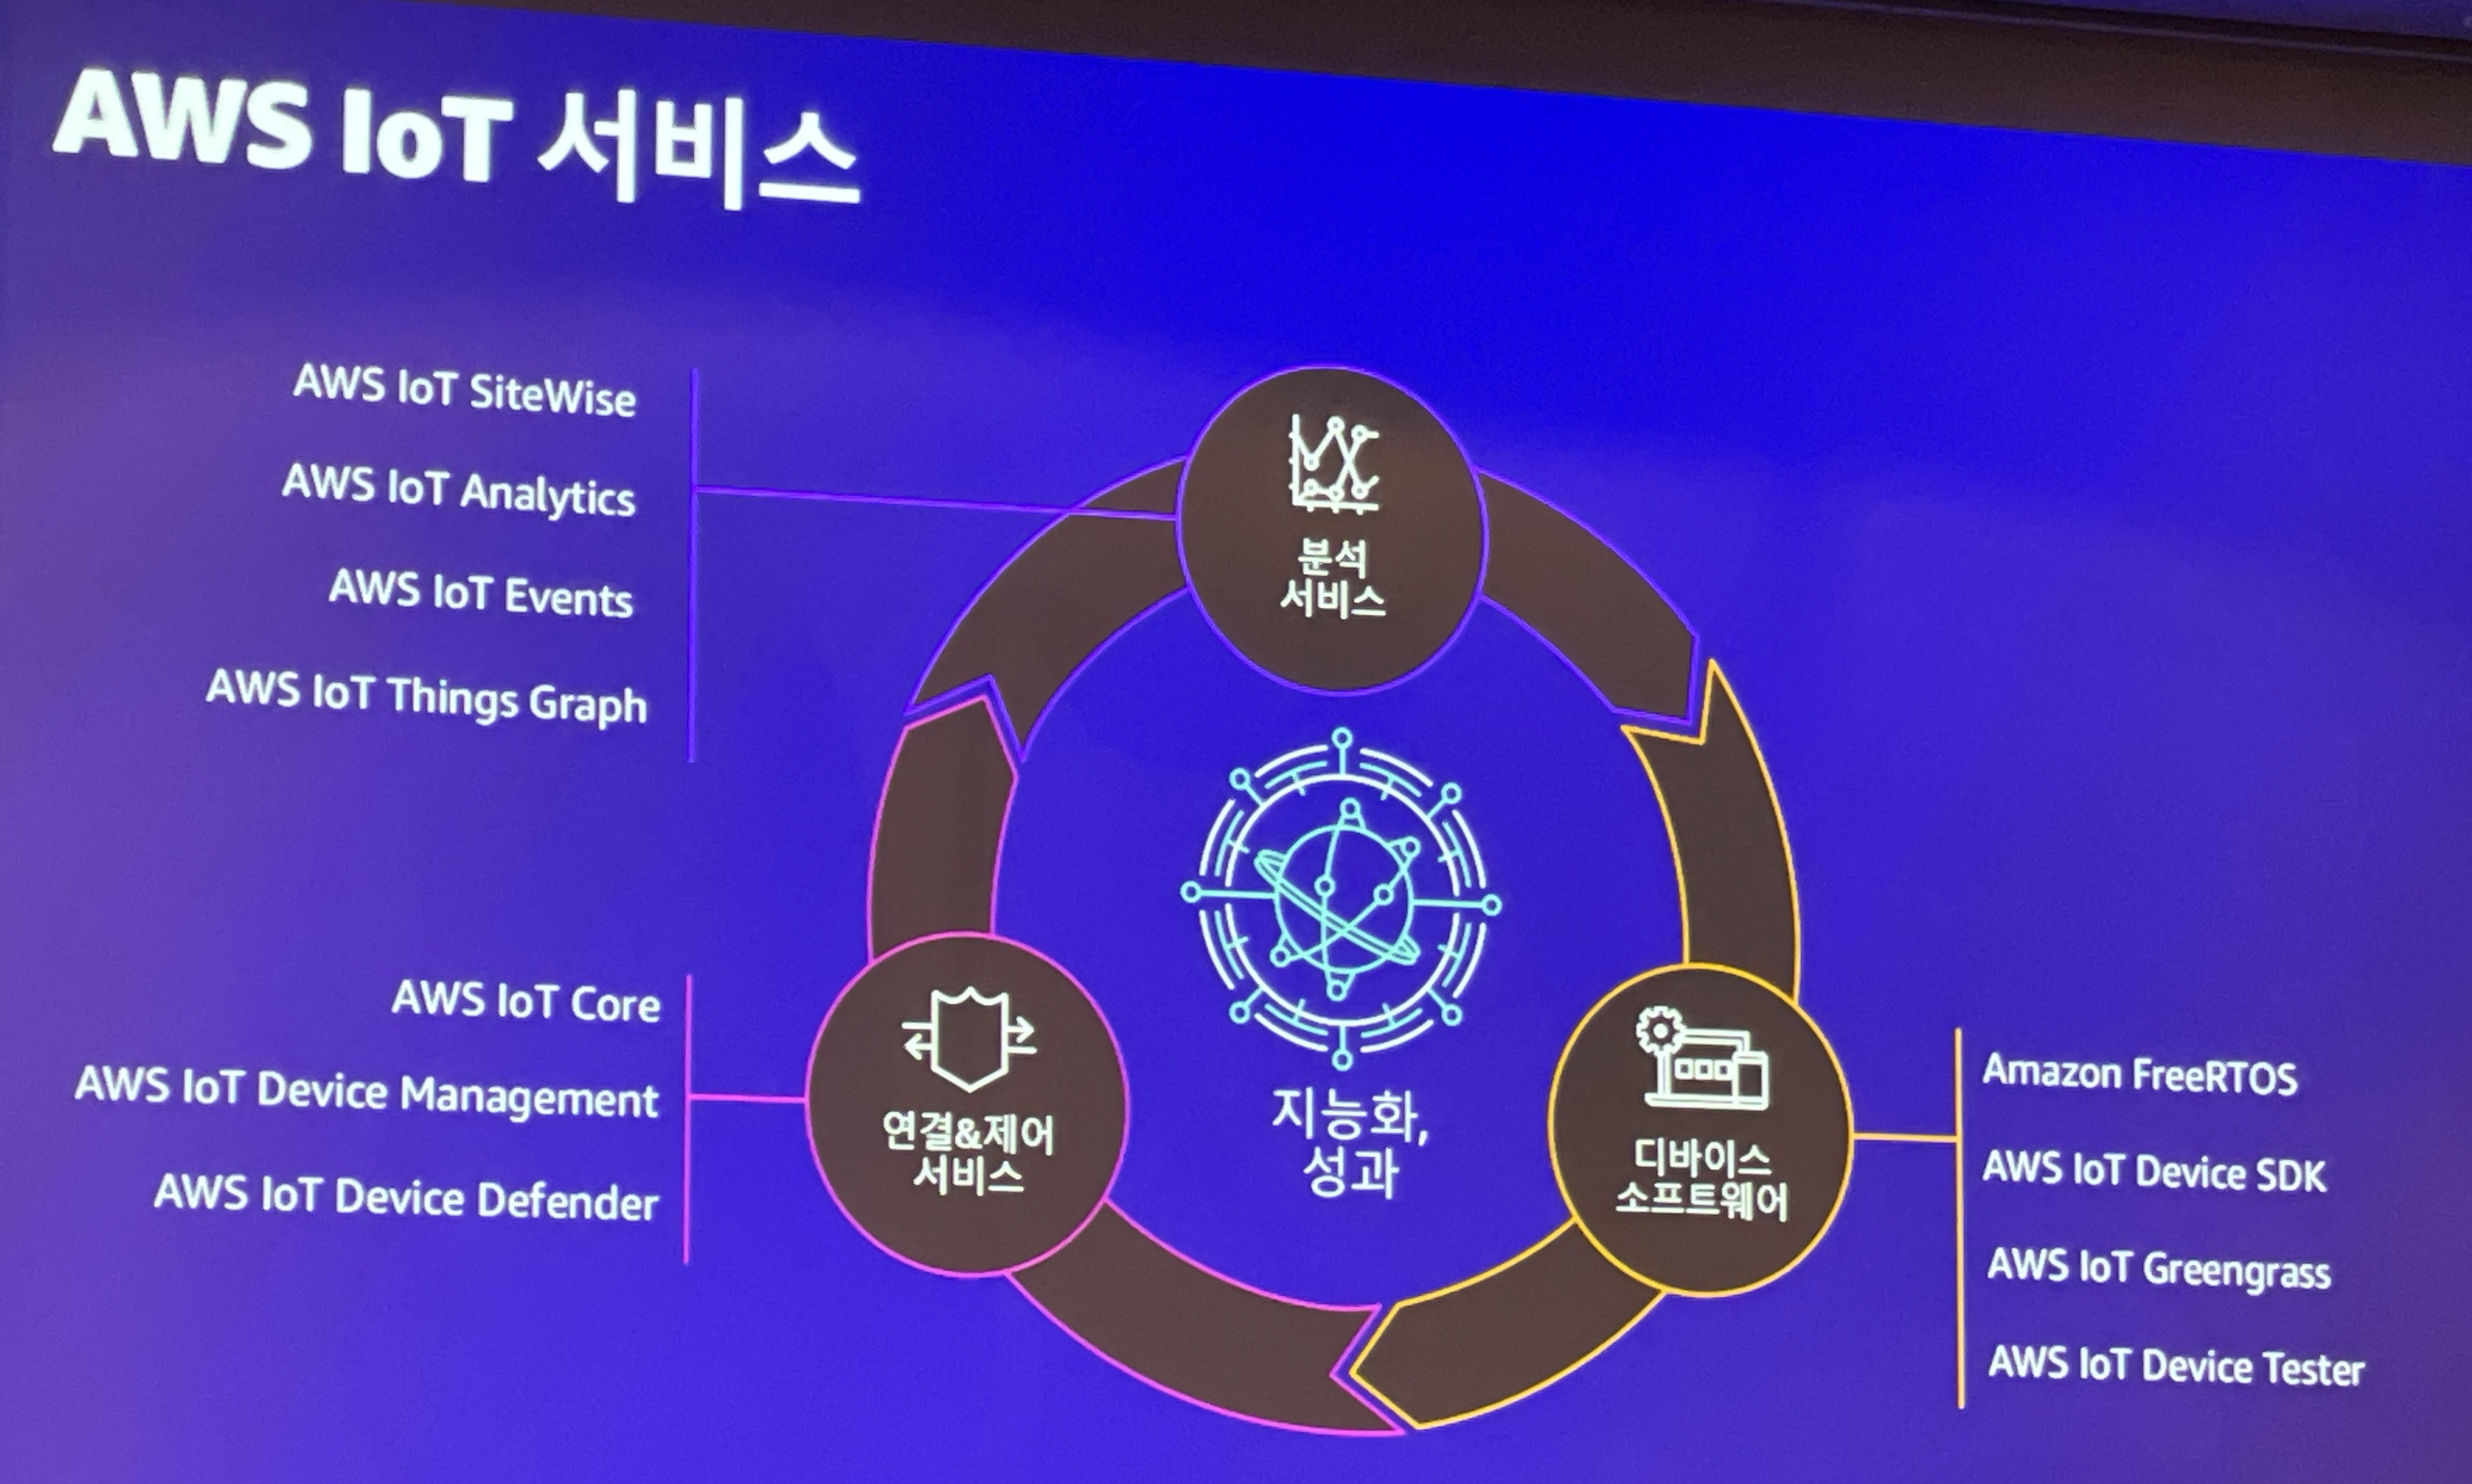 AWS IoT 서비스
AWS IoT SiteWise
AWS IoT Analytics
AWS IoT Events
AWS IoT Things Graph
분석
서비스
AWS IoT Core
AWS IoT Device Management
AWS IoT Device Defender
연결&제어
서비스
지능화,
성과
디바이스
소프트웨어
Amazon FreeRTOS
AWS IoT Device SDK
AWS IoT Greengrass
AWS IoT Device Tester